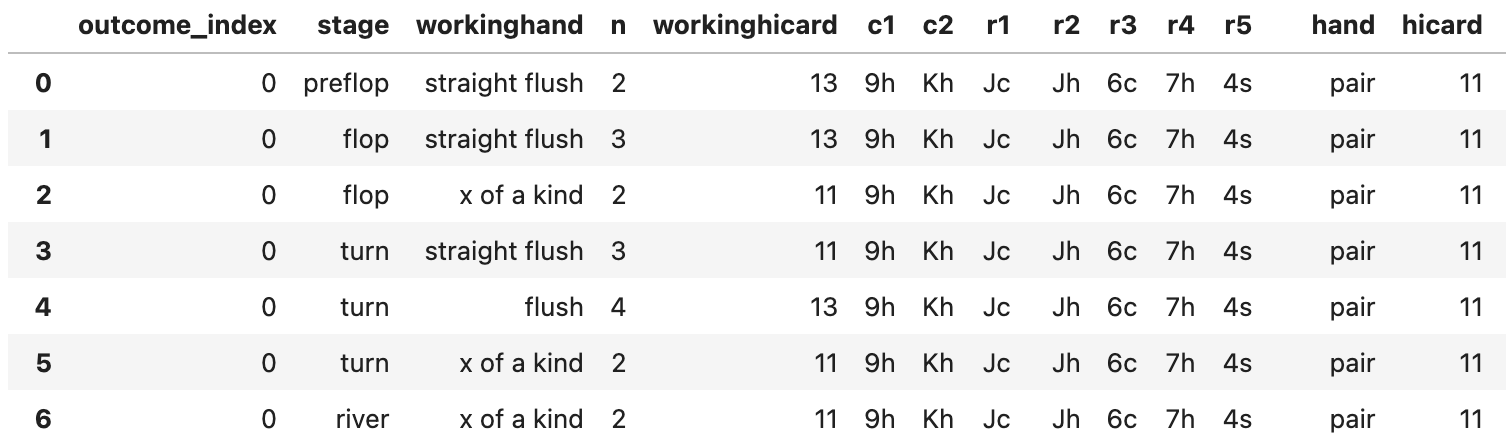 outcome_index stage workinghand n workinghicard c1 c2 r1 r2 r3 r4 r5 hand hicard
0 0 preflop straight flush 2 13 9h Kh Jc Jh 6c 7h 4s pair 11
1 0 flop straight flush 3 13 9h Kh Jc Jh 6c 7h 4s pair 11
2 0 flop x of a kind 2 11 9h Kh Jc Jh 6c 7h 4s pair 11
3 0 turn straight flush 3 11 9h Kh Jc Jh 6c 7h 4s pair 11
4 0 turn flush 4 13 9h Kh Jc Jh 6c 7h 4s pair 11
5 0 turn x of a kind 2 11 9h Kh Jc Jh 6c 7h 4s pair 11
6 0 river x of a kind 2 11 9h Kh Jc Jh 6c 7h 4s pair 11